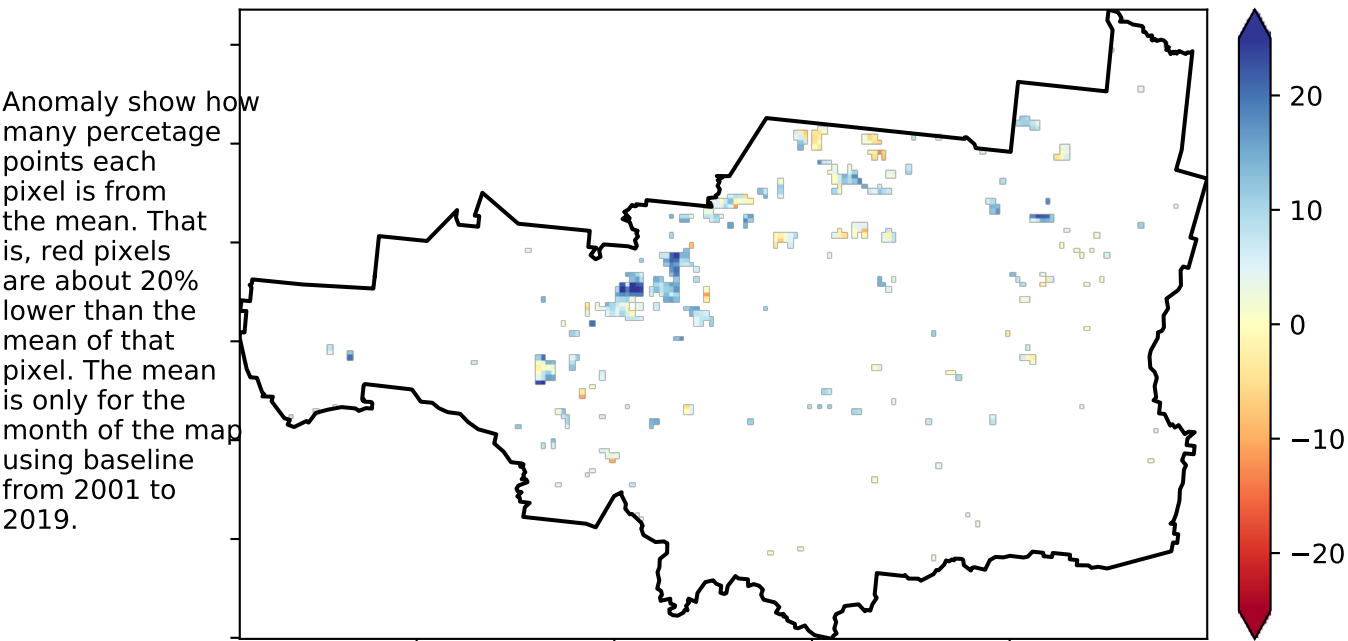 Anomaly show how
many percetage
points each
pixel is from
the mean. That
is, red pixels
are about 20%
lower than the
mean of that
pixel. The mean
is only for the
month of the map
using baseline
from 2001 to
2019.
20
10
0
−10
−20